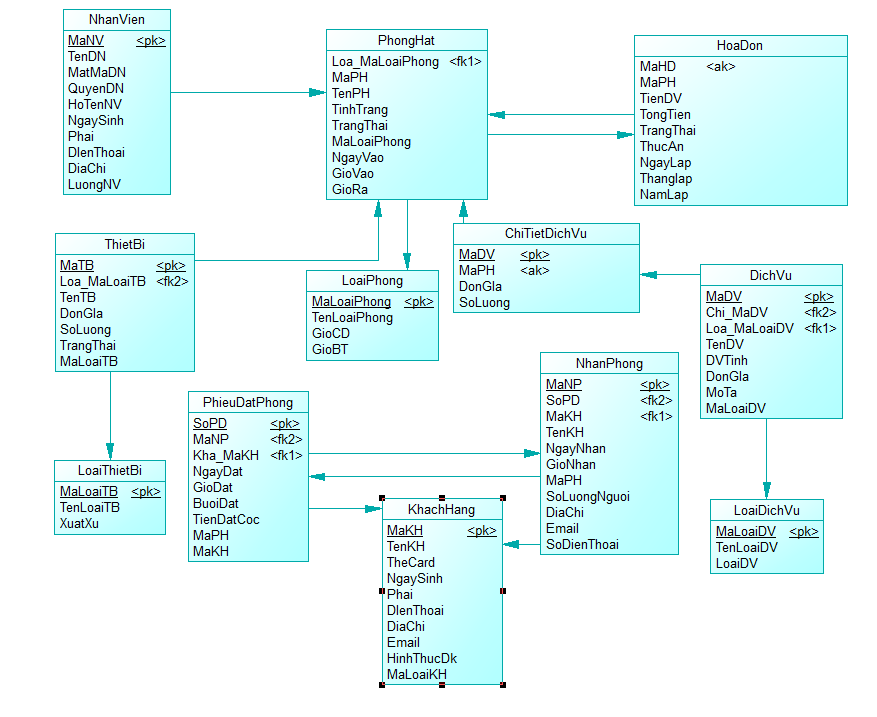 NhanVien
MaNV <pk>
TenDN
MatMaDN
QuyenDN
HoTenNV
NgaySinh
Phai
DIenThoai
DiaChi
LuongNV
PhongHat
Loa_MaLoaiPhong <fk1>
MaPH
TenPH
TinhTrang
TrangThai
MaLoaiPhong
NgayVao
GioVao
GioRa
HoaDon
MaHD <ak>
MaPH
TienDV
TongTien
TrangThai
ThucAn
NgayLap
Thanglap
NamLap
ThietBi
MaTB <pk>
Loa_MaLoaiTB <fk2>
TenTB
DonGIa
SoLuong
TrangThai
MaLoaiTB
LoaiPhong
MaLoaiPhong <pk>
TenLoaiPhong
GioCD
GioBT
ChiTietDichVu
MaDV <pk>
MaPH <ak>
DonGIa
SoLuong
DichVu
MaDV <pk>
Chi_MaDV <fk2>
Loa_MaLoaiDV <fk1>
TenDV
DVTinh
DonGIa
MoTa
MaLoaiDV
PhieuDatPhong
SoPD <pk>
MaNP <fk2>
Kha_MaKH <fk1>
NgayDat
GioDat
BuoiDat
TienDatCoc
MaPH
MaKH
NhanPhong
MaNP <pk>
SoPD <fk2>
MaKH <fk1>
TenKH
NgayNhan
GioNhan
MaPH
SoLuongNguoi
DiaChi
Email
SoDienThoai
LoaiThietBi
MaLoaiTB <pk>
TenLoaiTB
XuatXu
KhachHang
MaKH <pk>
TenKH
TheCard
NgaySinh
Phai
DIenThoai
DiaChi
Email
HinhThucDk
MaLoaiKH
LoaiDichVu
MaLoaiDV <pk>
TenLoaiDV
LoaiDV